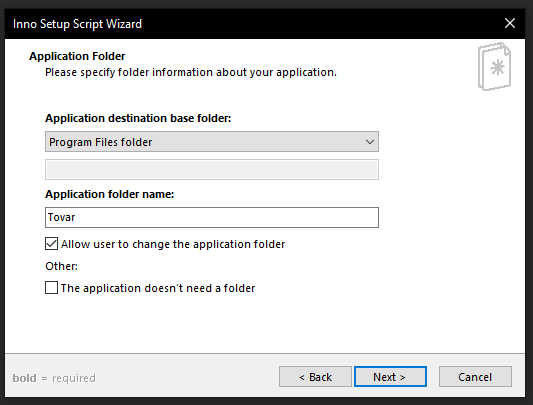 Inno Setup Script Wizard
Application Folder
Please specify folder information about your application.
Application destination base folder:
Program Files folder
Application folder name:
Tovar
Allow user to change the application folder
Other:
The application doesn't need a folder
bold = required
< Back
Next >
Cancel